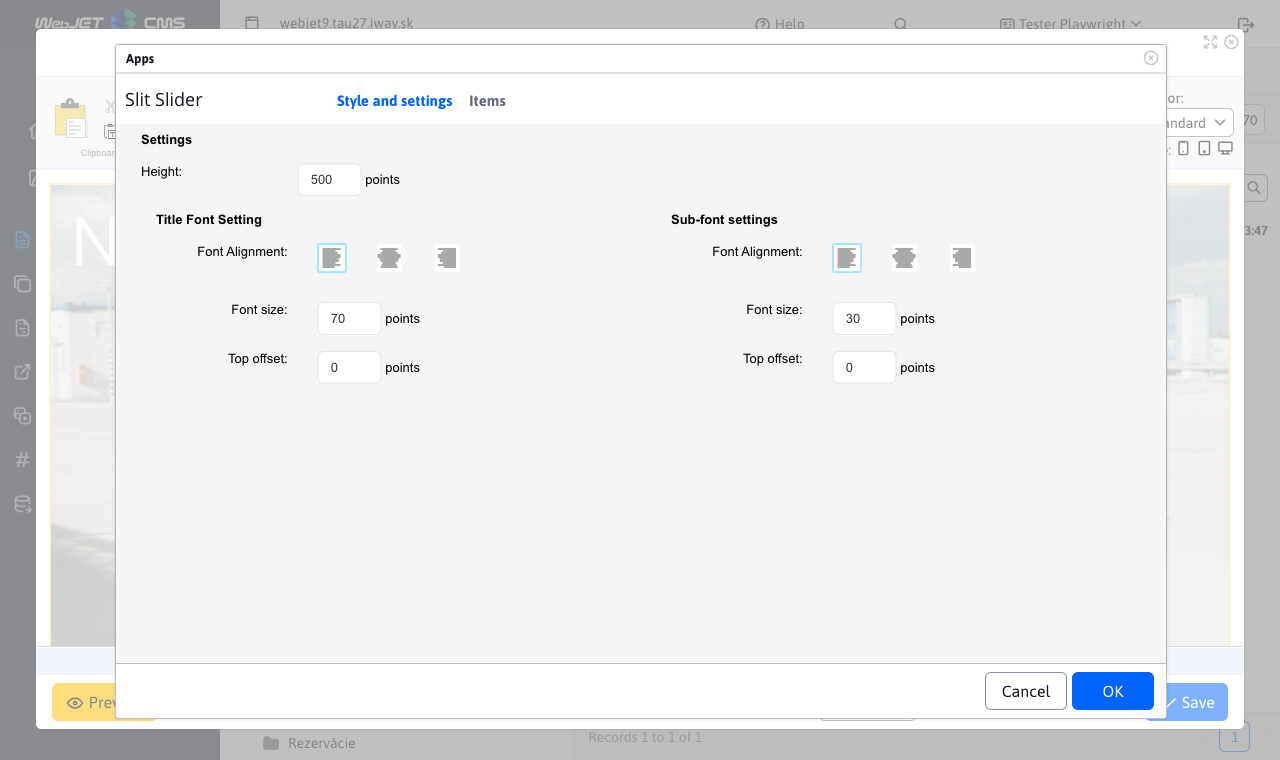 WebJET CMS
webjet9.tau27.iway.sk
Help
Tester Playwright
Apps
Slit Slider
Style and settings
Items
or:
andard
70
Clipboar
e:
3:47
N
Settings
Height:
500
points
Title Font Setting
Sub-font settings
Font Alignment:
Font Alignment:
Font size:
70
points
Font size:
30
points
Top offset:
0
points
Top offset:
0
points
Cancel
OK
Prev
Save
Rezervácie
Records 1 to 1 of 1
1